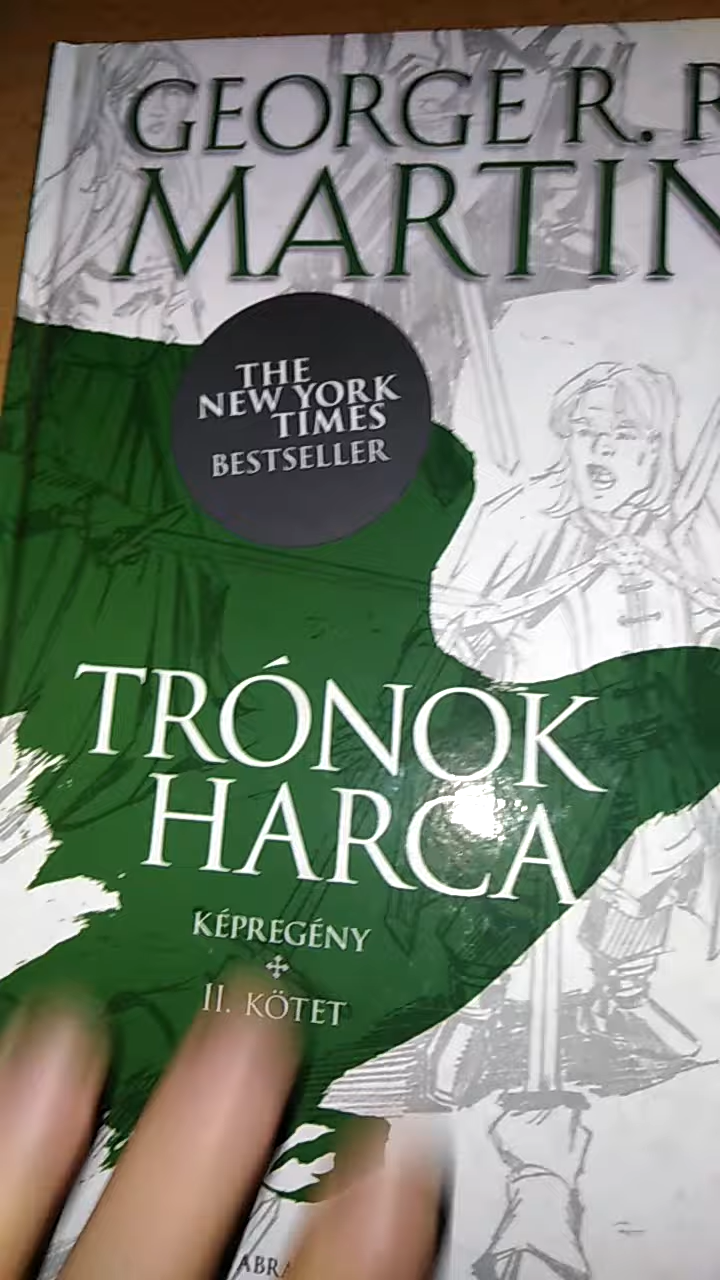 GEORGE R. R
MARTIN
THE
NEW YORK
TIMES
BESTSELLER
TRÓNOK
HARCA
KÉPREGÉNY
II. KÖTET